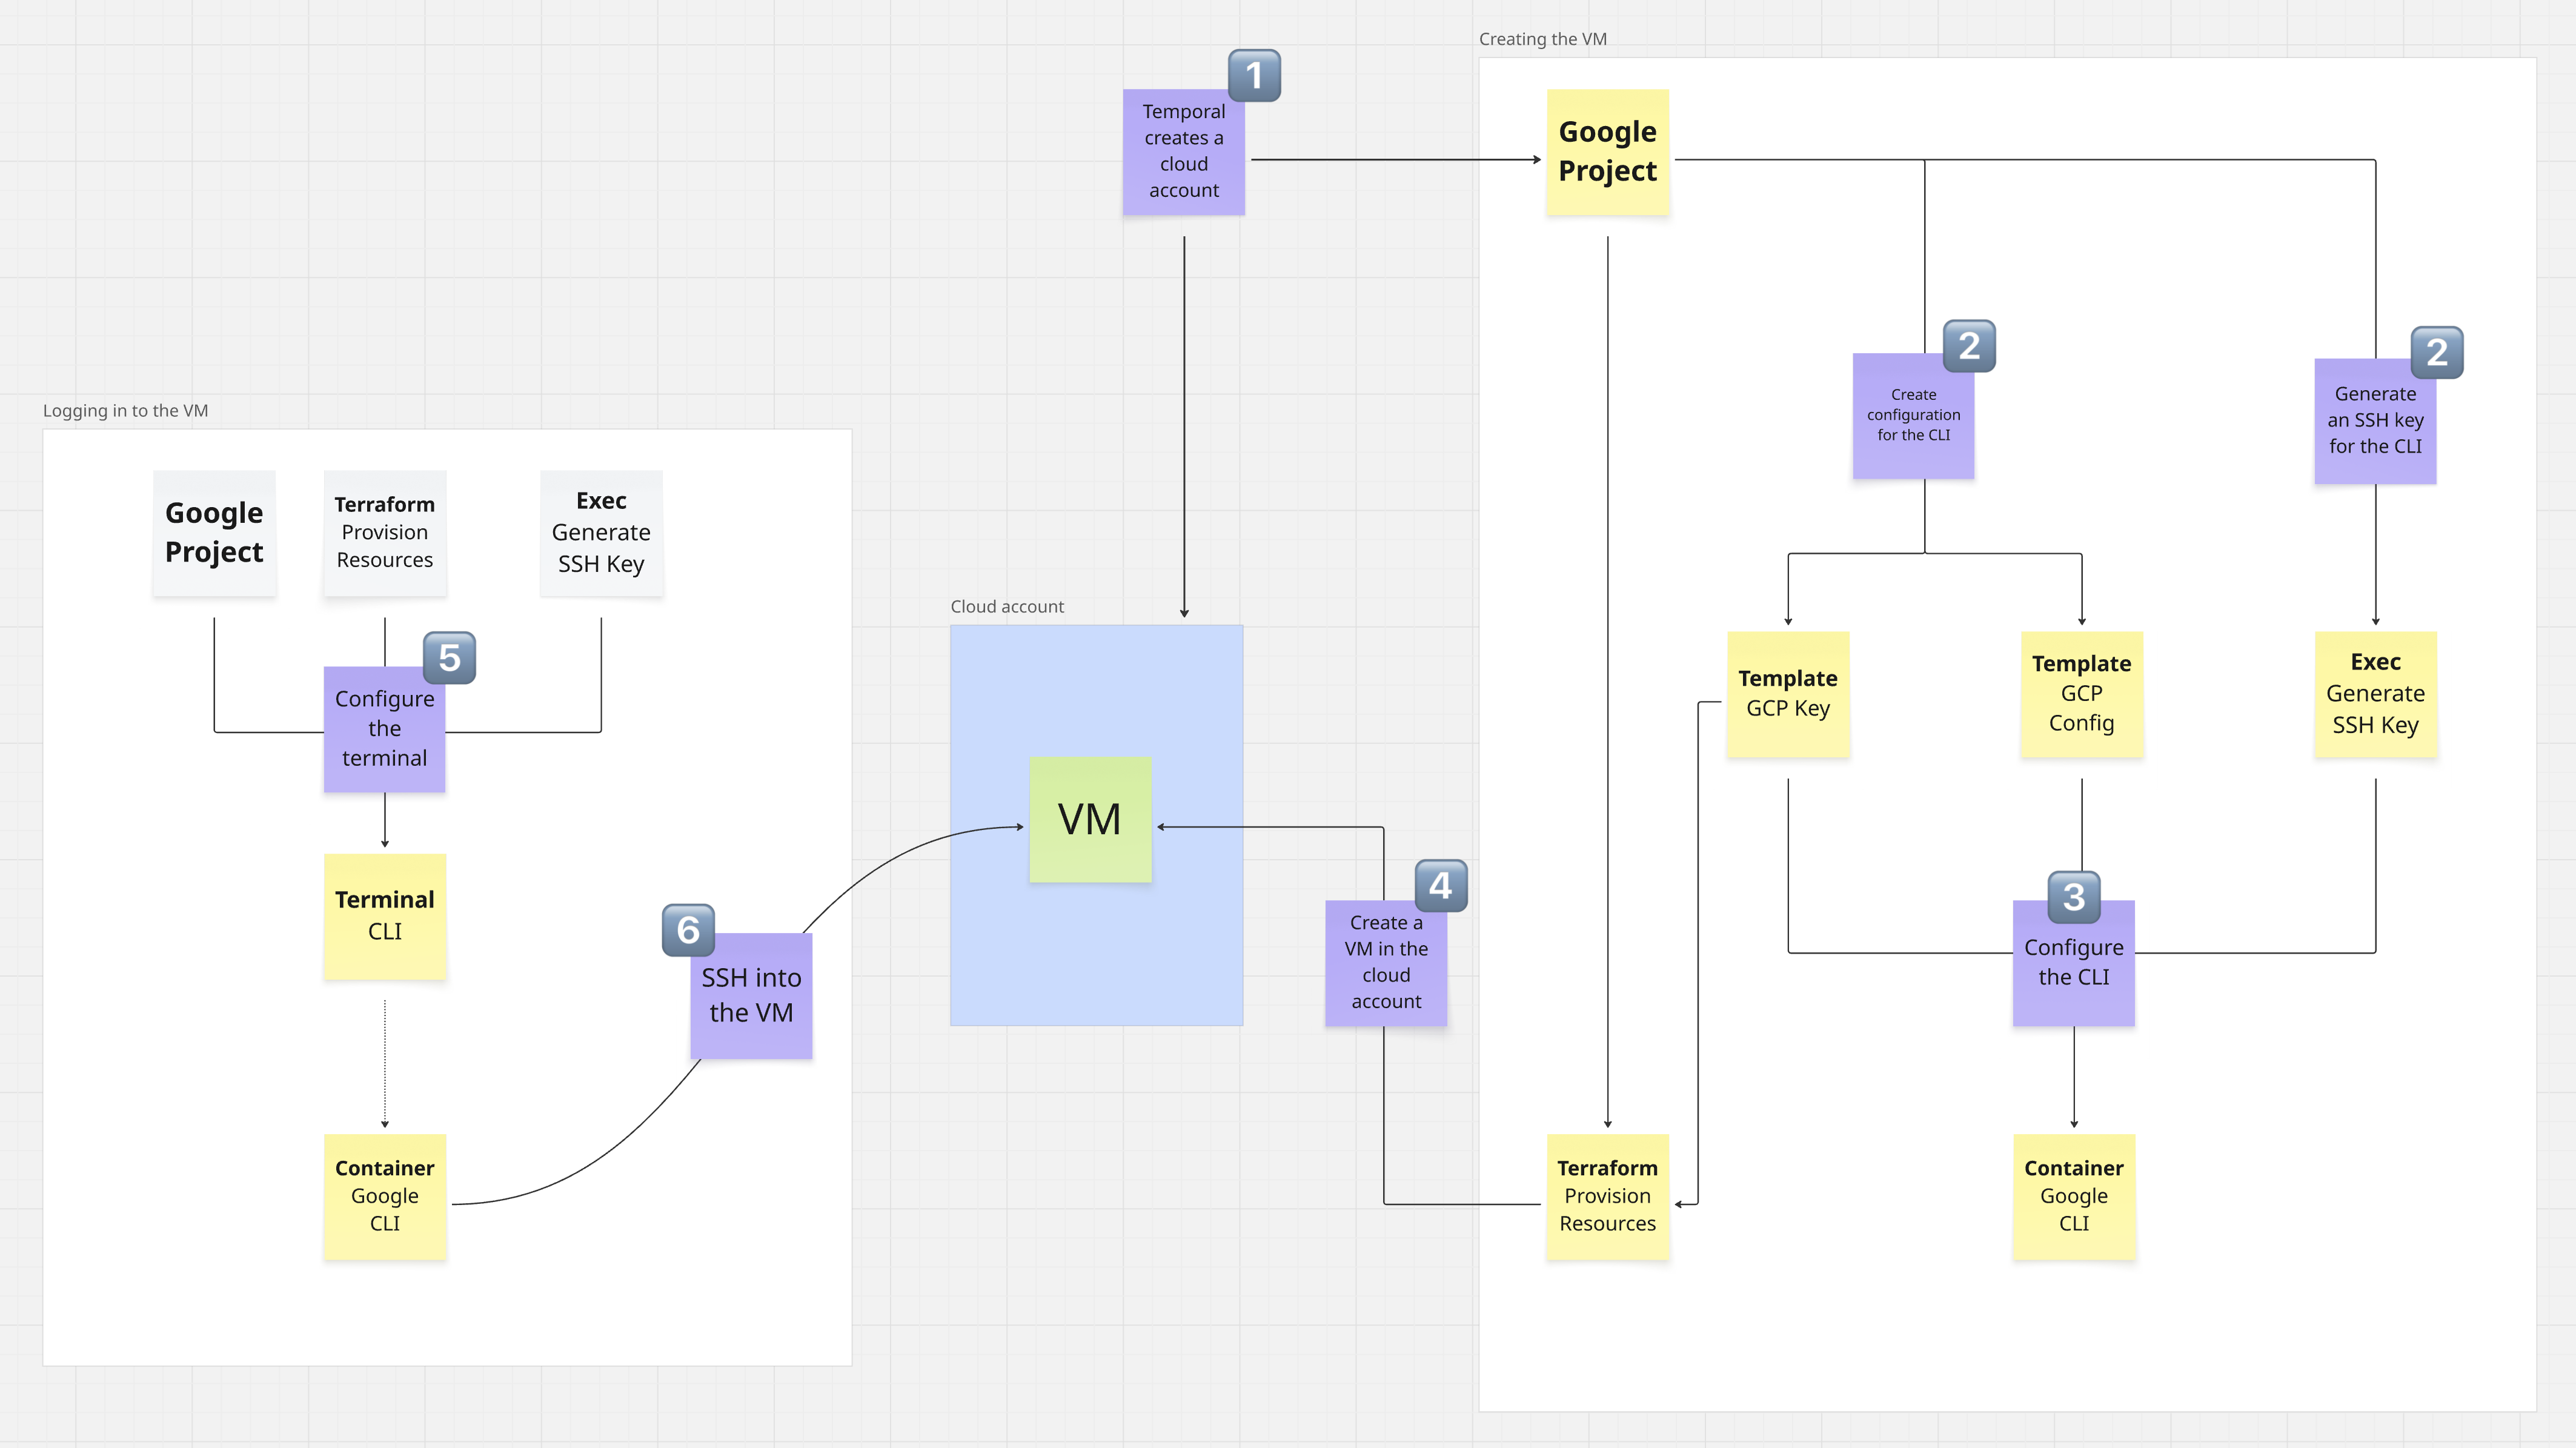 Creating the VM
1
Temporal
creates a
cloud
account
Google
Project
2
Create
configuration
for the CLI
2
Generate
an SSH key
for the CLI
Logging in to the VM
Google
Project
Terraform
Provision
Resources
Exec
Generate
SSH Key
5
Configure
the
terminal
Terminal
CLI
6
SSH into
the VM
Container
Google
CLI
Cloud account
VM
4
Create a
VM in the
cloud
account
Template
GCP Key
Template
GCP
Config
Exec
Generate
SSH Key
3
Configure
the CLI
Terraform
Provision
Resources
Container
Google
CLI